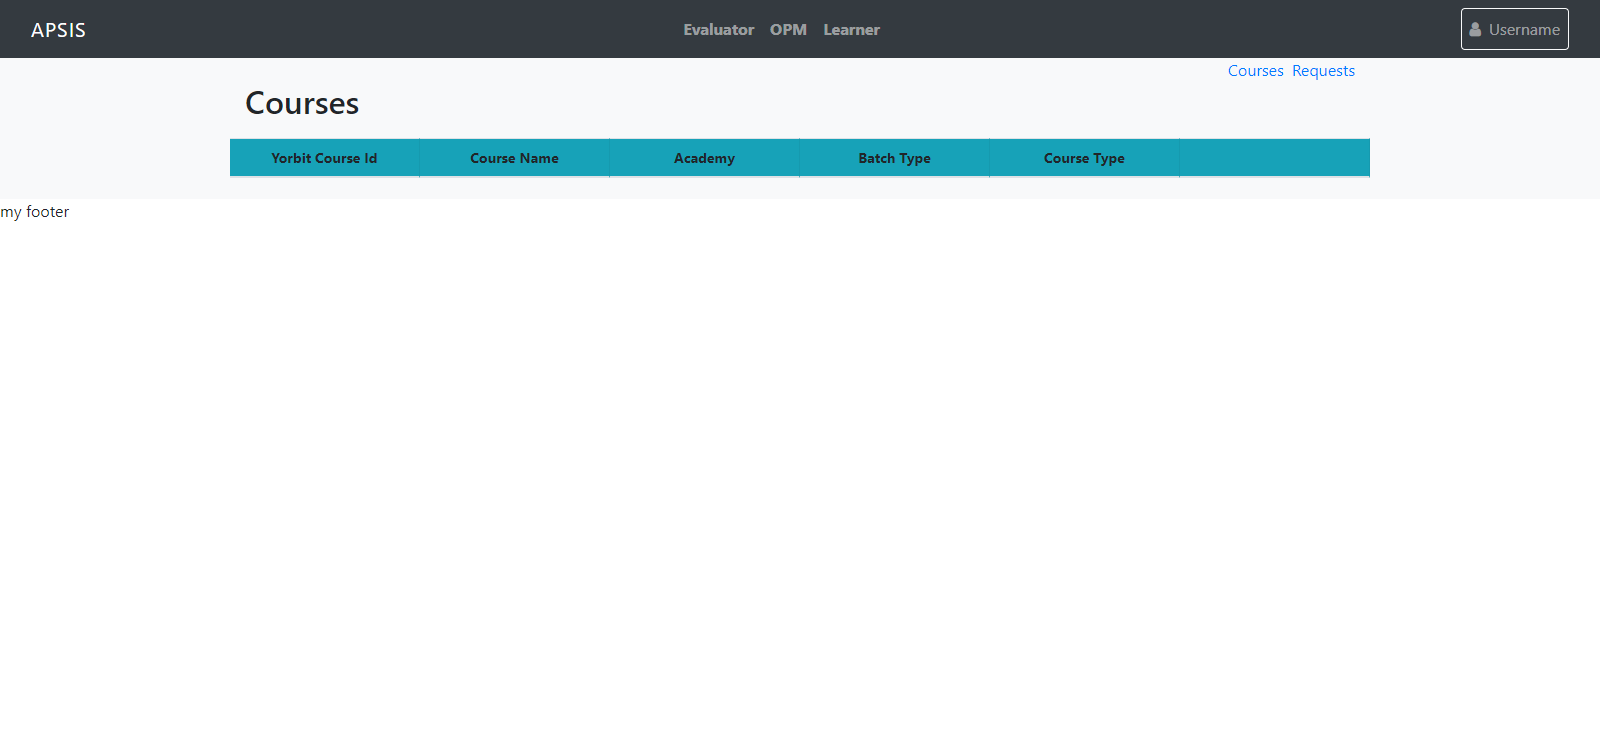 APSIS Evaluator OPM Learner Username
Courses Requests
Courses
Yorbit Course Id Course Name Academy Batch Type Course Type
my footer